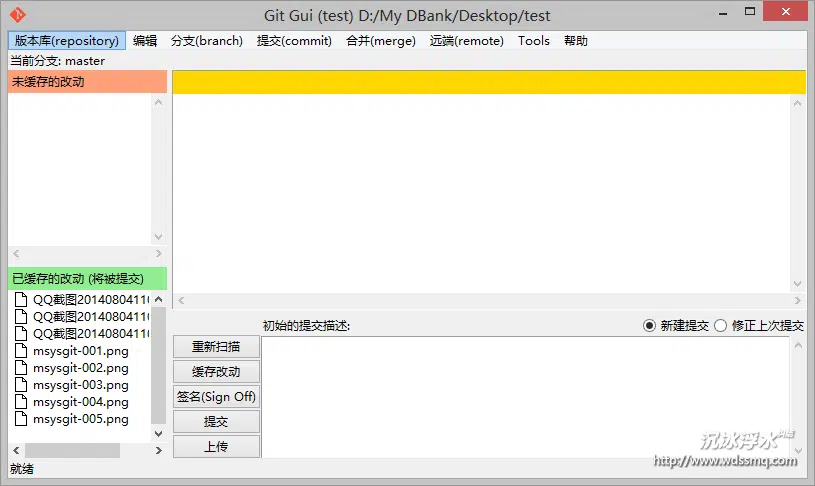 Git Gui (test) D:/My DBank/Desktop/test
版本库(repository) 编辑 分支(branch) 提交(commit) 合并(merge) 远端(remote) Tools 帮助
当前分支: master
未缓存的改动
已缓存的改动 (将被提交)
QQ截图2014080411
QQ截图2014080411
QQ截图2014080411
msysgit-001.png
msysgit-002.png
msysgit-003.png
msysgit-004.png
msysgit-005.png
初始的提交描述:
新建提交 修正上次提交
重新扫描
缓存改动
签名(Sign Off)
提交
上传
就绪
沉冰浮水
http://www.wdssmq.com